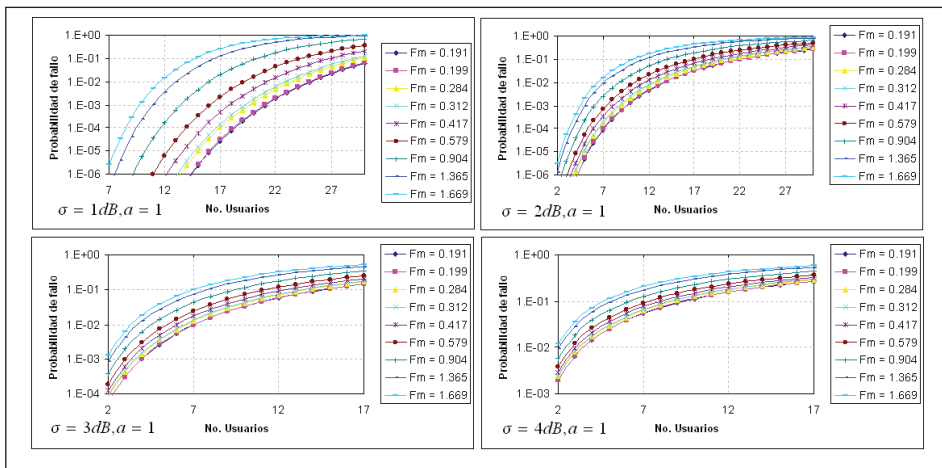 Probabilidad de fallo
1.E+00
1.E-01
1.E-02
1.E-03
1.E-04
1.E-05
1.E-06
7 12 17 22 27
No. Usuarios
σ = 1dB, a = 1
Fm = 0.191
Fm = 0.199
Fm = 0.284
Fm = 0.312
Fm = 0.417
Fm = 0.579
Fm = 0.904
Fm = 1.365
Fm = 1.669
Probabilidad de fallo
1.E+00
1.E-01
1.E-02
1.E-03
1.E-04
1.E-05
1.E-06
2 7 12 17 22 27
No. Usuarios
σ = 2dB, a = 1
Fm = 0.191
Fm = 0.199
Fm = 0.284
Fm = 0.312
Fm = 0.417
Fm = 0.579
Fm = 0.904
Fm = 1.365
Fm = 1.669
Probabilidad de fallo
1.E+00
1.E-01
1.E-02
1.E-03
1.E-04
2 7 12 17
No. Usuarios
σ = 3dB, a = 1
Fm = 0.191
Fm = 0.199
Fm = 0.284
Fm = 0.312
Fm = 0.417
Fm = 0.579
Fm = 0.904
Fm = 1.365
Fm = 1.669
Probabilidad de fallo
1.E+00
1.E-01
1.E-02
1.E-03
2 7 12 17
No. Usuarios
σ = 4dB, a = 1
Fm = 0.191
Fm = 0.199
Fm = 0.284
Fm = 0.312
Fm = 0.417
Fm = 0.579
Fm = 0.904
Fm = 1.365
Fm = 1.669